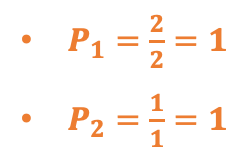 • P₁ = 2/2 = 1
• P₂ = 1/1 = 1